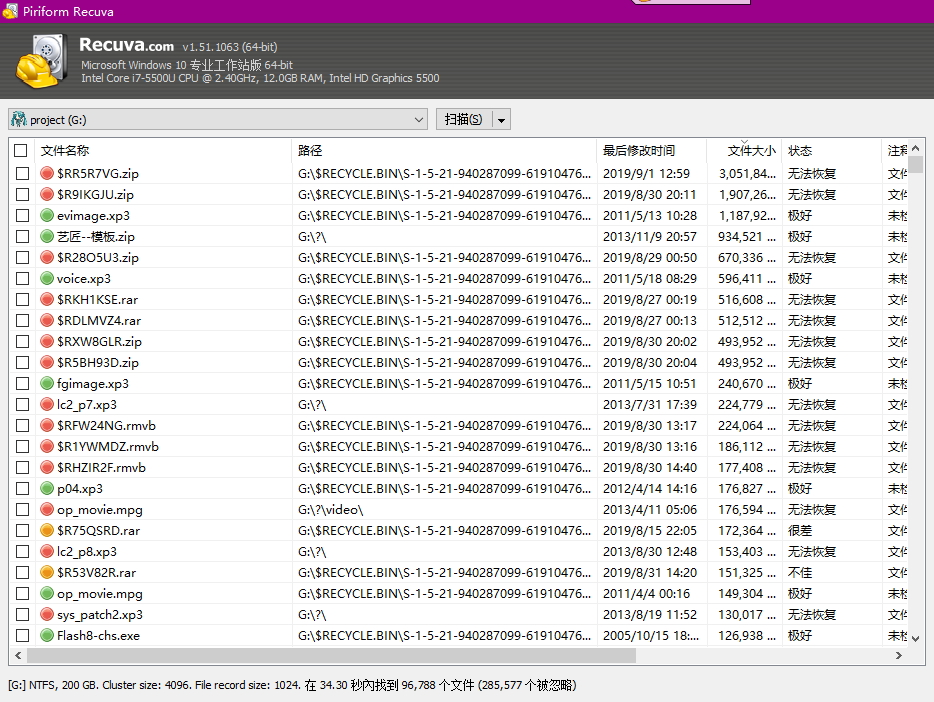 Piriform Recuva
Recuva.com v1.51.1063 (64-bit)
Microsoft Windows 10 专业工作站版 64-bit
Intel Core i7-5500U CPU @ 2.40GHz, 12.0GB RAM, Intel HD Graphics 5500
project (G:) 扫描(S)
文件名称 路径 最后修改时间 文件大小 状态 注释
$RR5R7VG.zip G:\$RECYCLE.BIN\S-1-5-21-940287099-61910476... 2019/9/1 12:59 3,051,84... 无法恢复 文件
$R9IKGJU.zip G:\$RECYCLE.BIN\S-1-5-21-940287099-61910476... 2019/8/30 20:11 1,907,26... 无法恢复 文件
evimage.xp3 G:\$RECYCLE.BIN\S-1-5-21-940287099-61910476... 2011/5/13 10:28 1,187,92... 极好 未检
艺匠--模板.zip G:\?\ 2013/11/9 20:57 934,521 ... 极好 未检
$R28O5U3.zip G:\$RECYCLE.BIN\S-1-5-21-940287099-61910476... 2019/8/29 00:50 670,336 ... 无法恢复 文件
voice.xp3 G:\$RECYCLE.BIN\S-1-5-21-940287099-61910476... 2011/5/18 08:29 596,411 ... 极好 未检
$RKH1KSE.rar G:\$RECYCLE.BIN\S-1-5-21-940287099-61910476... 2019/8/27 00:19 516,608 ... 无法恢复 文件
$RDLMVZ4.rar G:\$RECYCLE.BIN\S-1-5-21-940287099-61910476... 2019/8/27 00:13 512,512 ... 无法恢复 文件
$RXW8GLR.zip G:\$RECYCLE.BIN\S-1-5-21-940287099-61910476... 2019/8/30 20:02 493,952 ... 无法恢复 文件
$R5BH93D.zip G:\$RECYCLE.BIN\S-1-5-21-940287099-61910476... 2019/8/30 20:04 493,952 ... 无法恢复 文件
fgimage.xp3 G:\$RECYCLE.BIN\S-1-5-21-940287099-61910476... 2011/5/15 10:51 240,670 ... 极好 未检
lc2_p7.xp3 G:\?\ 2013/7/31 17:39 224,779 ... 无法恢复 文件
$RFW24NG.rmvb G:\$RECYCLE.BIN\S-1-5-21-940287099-61910476... 2019/8/30 13:17 224,064 ... 无法恢复 文件
$R1YWMDZ.rmvb G:\$RECYCLE.BIN\S-1-5-21-940287099-61910476... 2019/8/30 13:16 186,112 ... 无法恢复 文件
$RHZIR2F.rmvb G:\$RECYCLE.BIN\S-1-5-21-940287099-61910476... 2019/8/30 14:40 177,408 ... 无法恢复 文件
p04.xp3 G:\$RECYCLE.BIN\S-1-5-21-940287099-61910476... 2012/4/14 14:16 176,827 ... 极好 未检
op_movie.mpg G:\?\video\ 2013/4/11 05:06 176,594 ... 无法恢复 文件
$R75QSRD.rar G:\$RECYCLE.BIN\S-1-5-21-940287099-61910476... 2019/8/15 22:05 172,364 ... 很差 文件
lc2_p8.xp3 G:\?\ 2013/8/30 12:48 153,403 ... 无法恢复 文件
$R53V82R.rar G:\$RECYCLE.BIN\S-1-5-21-940287099-61910476... 2019/8/31 14:20 151,325 ... 不佳 文件
op_movie.mpg G:\$RECYCLE.BIN\S-1-5-21-940287099-61910476... 2011/4/4 00:16 149,304 ... 极好 未检
sys_patch2.xp3 G:\?\ 2013/8/19 11:52 130,017 ... 无法恢复 文件
Flash8-chs.exe G:\$RECYCLE.BIN\S-1-5-21-940287099-61910476... 2005/10/15 18:... 126,938 ... 极好 未检
[G:] NTFS, 200 GB. Cluster size: 4096. File record size: 1024. 在 34.30 秒内找到 96,788 个文件 (285,577 个被忽略)